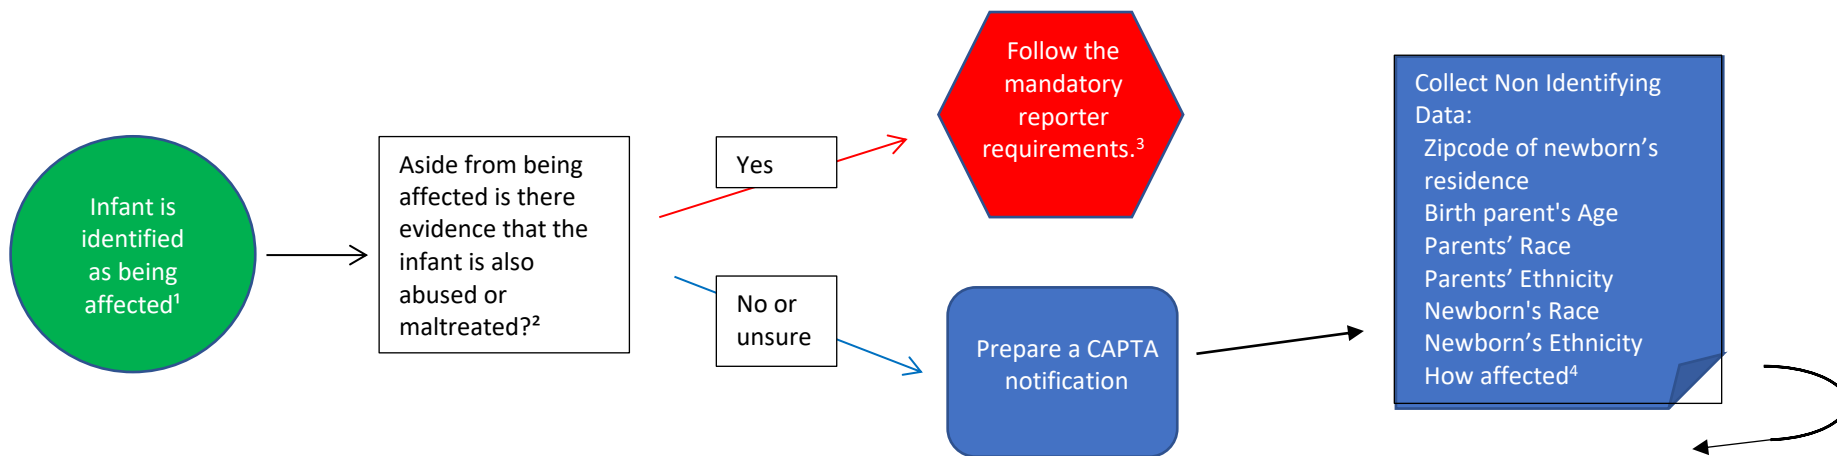 Infant is
identified
as being
affected¹
Aside from being
affected is there
evidence that the
infant is also
abused or
maltreated?²
Yes
Follow the
mandatory
reporter
requirements.³
No or
unsure
Prepare a CAPTA
notification
Collect Non Identifying
Data:
Zipcode of newborn’s
residence
Birth parent's Age
Parents’ Race
Parents’ Ethnicity
Newborn's Race
Newborn’s Ethnicity
How affected⁴